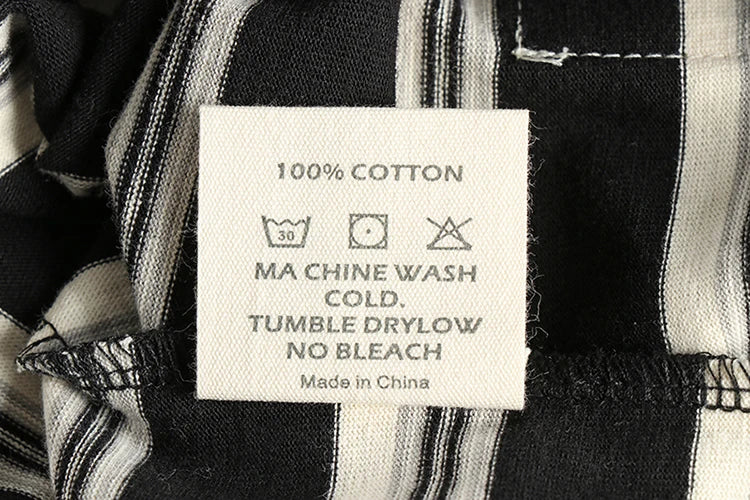 100% COTTON
30
MA CHINE WASH
COLD.
TUMBLE DRYLOW
NO BLEACH
Made in China